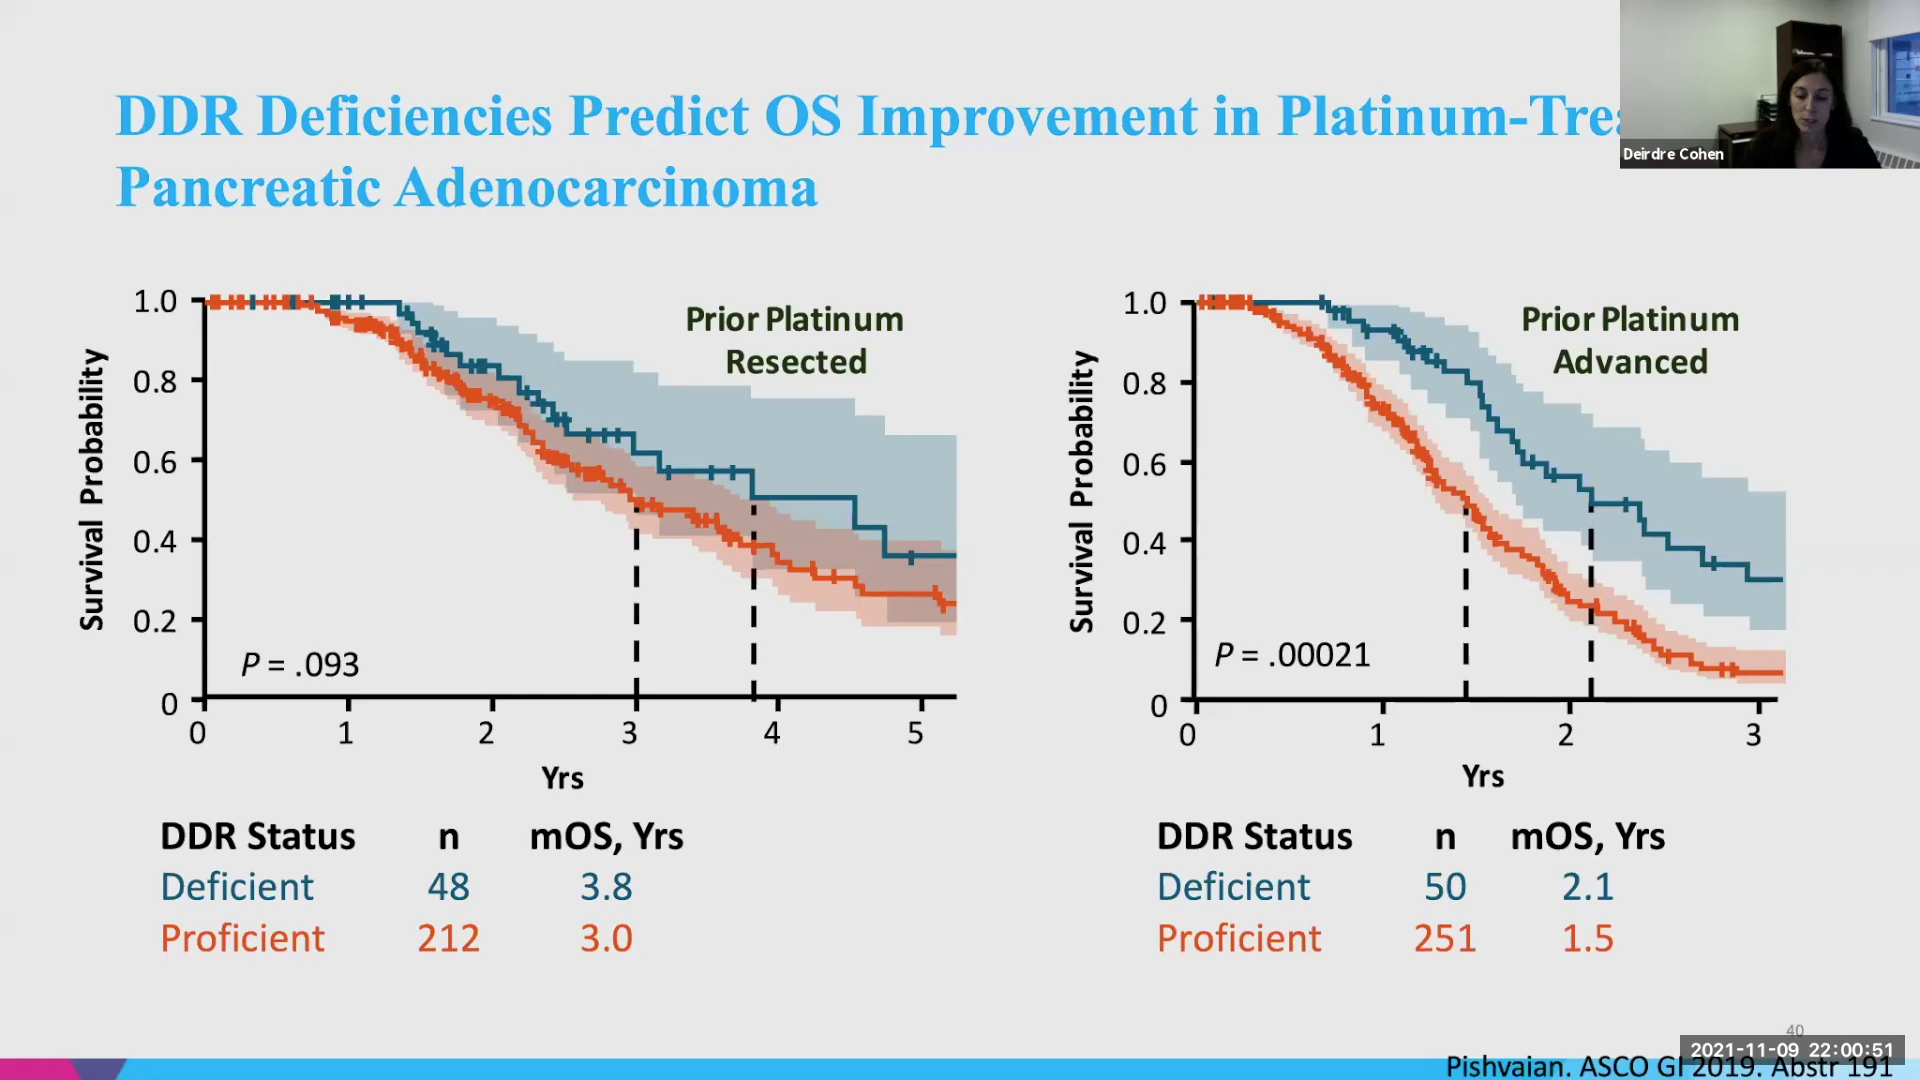 DDR Deficiencies Predict OS Improvement in Platinum-Trea
Pancreatic Adenocarcinoma
Deirdre Cohen
Prior Platinum
Resected
Survival Probability
1.0
0.8
0.6
0.4
0.2
0
P = .093
0 1 2 3 4 5
Yrs
DDR Status n mOS, Yrs
Deficient 48 3.8
Proficient 212 3.0
Prior Platinum
Advanced
Survival Probability
1.0
0.8
0.6
0.4
0.2
0
P = .00021
0 1 2 3
Yrs
DDR Status n mOS, Yrs
Deficient 50 2.1
Proficient 251 1.5
40
2021-11-09 22:00:51
Pishvaian. ASCO GI 2019. Abstr 191